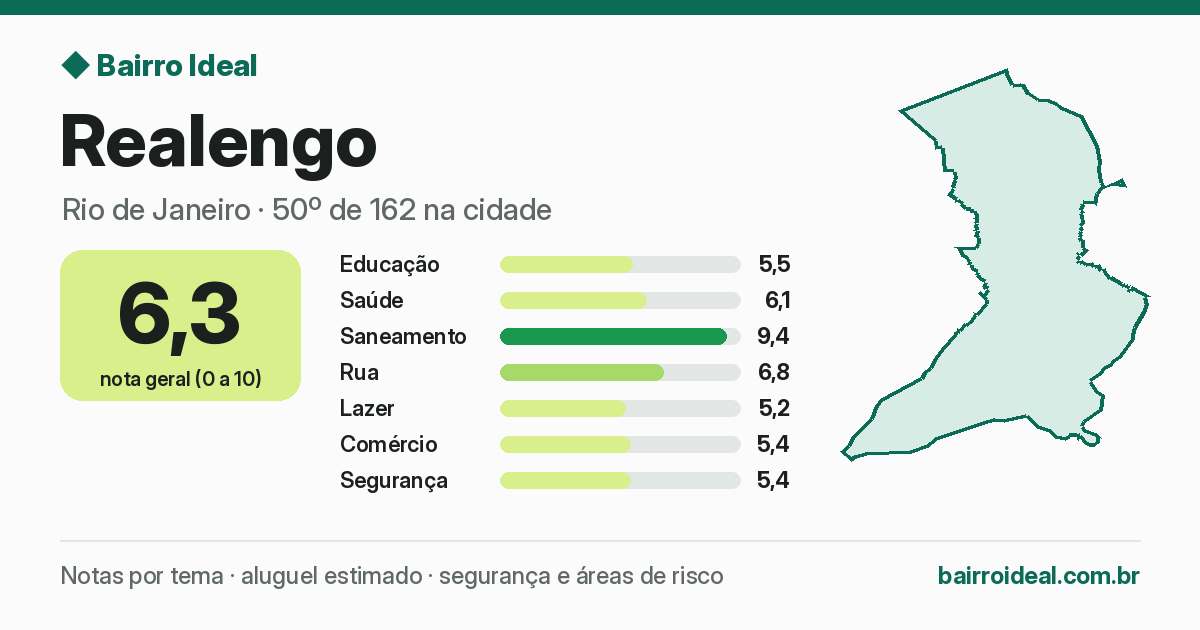 Bairro Ideal
Realengo
Rio de Janeiro · 50º de 162 na cidade
6,3
nota geral (0 a 10)
Educação 5,5
Saúde 6,1
Saneamento 9,4
Rua 6,8
Lazer 5,2
Comércio 5,4
Segurança 5,4
Notas por tema · aluguel estimado · segurança e áreas de risco
bairroideal.com.br